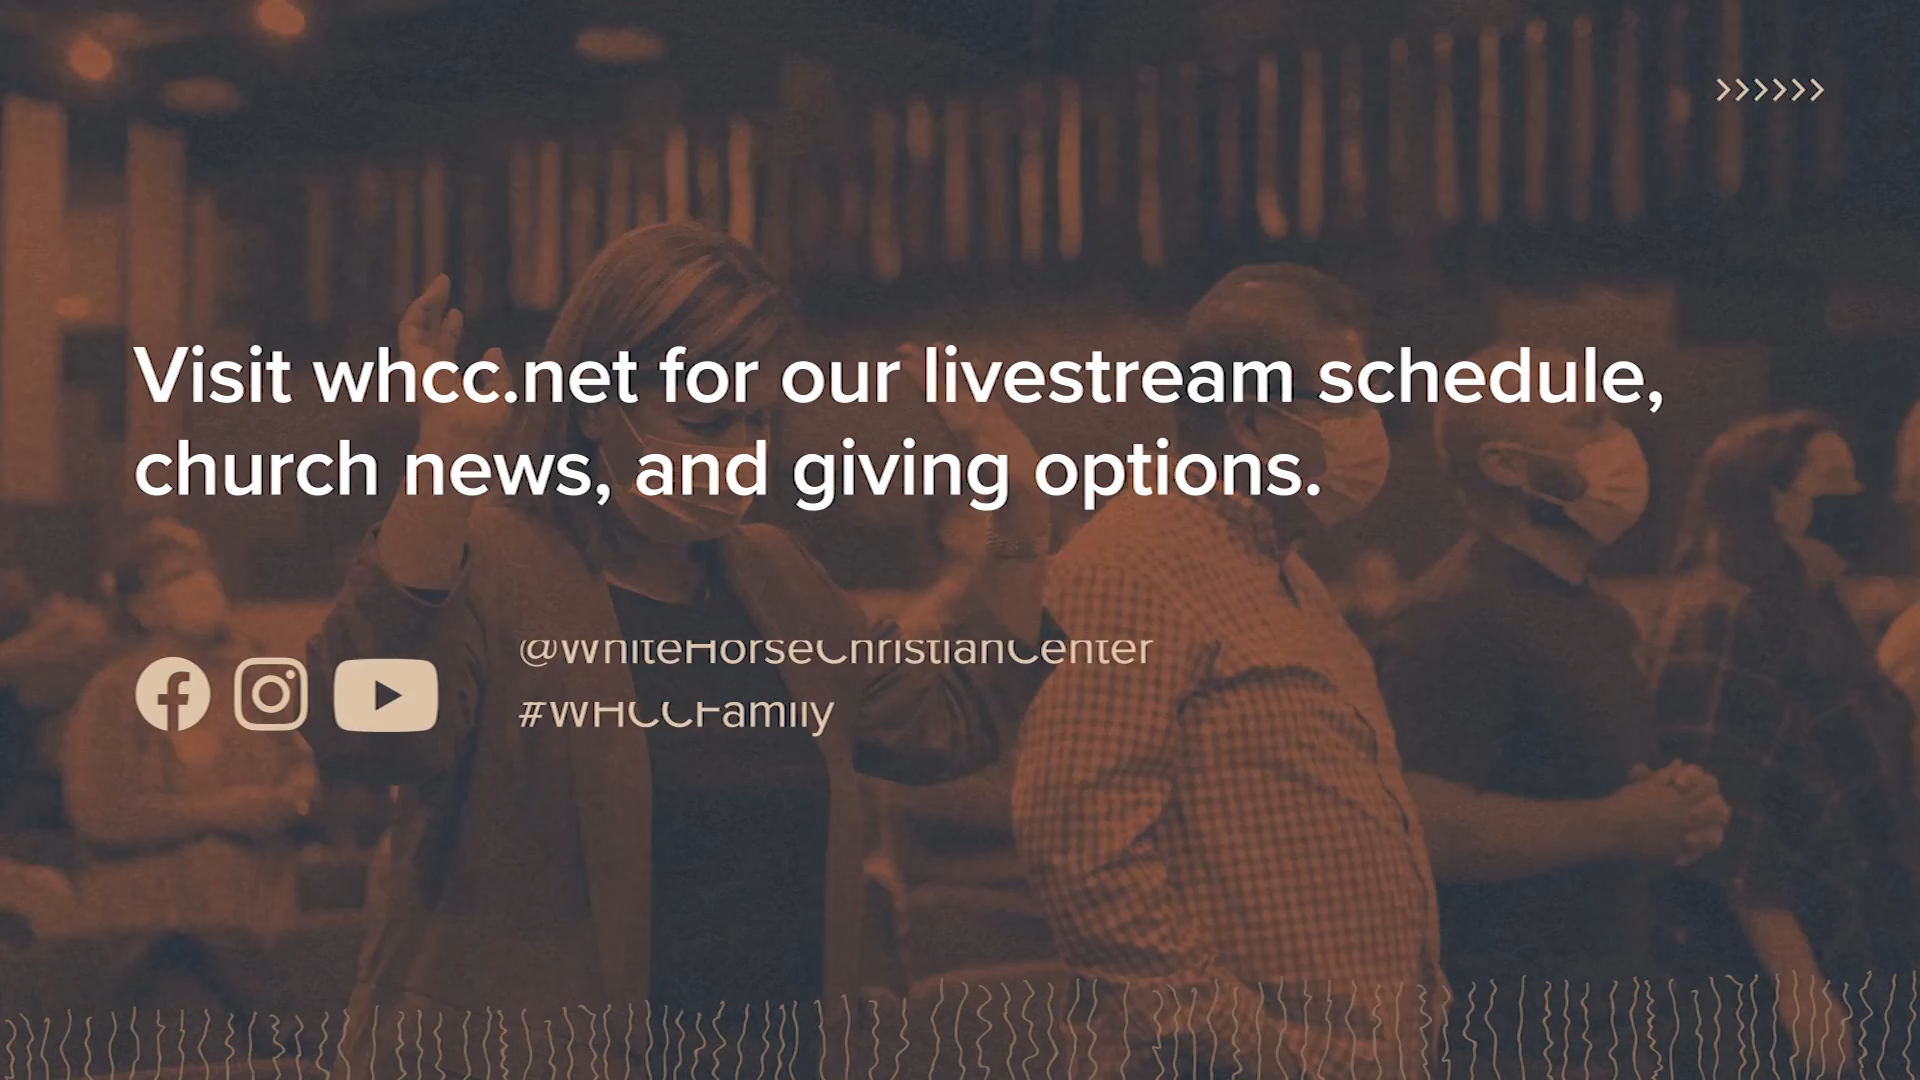 Visit whcc.net for our livestream schedule,
church news, and giving options.
@WhiteHorseChristianCenter
#WHCCFamily